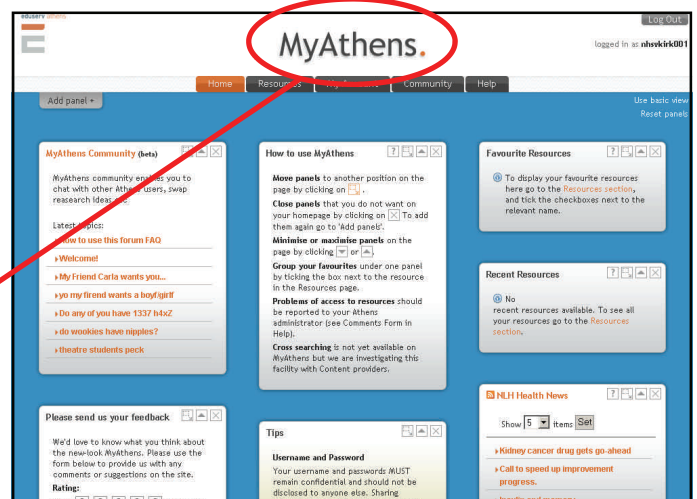 eduserv athens
MyAthens.
Log Out
logged in as nhsvkirk001
Home Resources Community Help
Add panel +
Use basic view
Reset panels
MyAthens Community (beta)
MyAthens community enables you to
chat with other Athens users, swap
reasearch ideas
Latest topics:
How to use this forum FAQ
Welcome!
My Friend Carla wants you...
yo my firend wants a boyf/girlf
Do any of you have 1337 h4xZ
do wookies have nipples?
theatre students peck
Please send us your feedback
We'd love to know what you think about
the new-look MyAthens. Please use the
form below to provide us with any
comments or suggestions on the site.
Rating:
How to use MyAthens
Move panels to another position on the
page by clicking on .
Close panels that you do not want on
your homepage by clicking on To add
them again go to 'Add panels'.
Minimise or maximise panels on the
page by clicking or .
Group your favourites under one panel
by ticking the box next to the resource
in the Resources page.
Problems of access to resources should
be reported to your Athens
administrator (see Comments Form in
Help).
Cross searching is not yet available on
MyAthens but we are investigating this
facility with Content providers.
Tips
Username and Password
Your username and passwords MUST
remain confidential and should not be
disclosed to anyone else. Sharing
Favourite Resources
To display your favourite resources
here go to the Resources section,
and tick the checkboxes next to the
relevant name.
Recent Resources
No
recent resources available. To see all
your resources go to the Resources
section.
NLH Health News
Show 5 items Set
Kidney cancer drug gets go-ahead
Call to speed up improvement
progress.